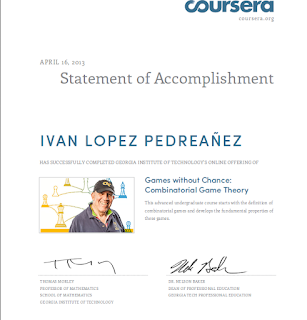 coursera
coursera.org
APRIL 16, 2013
Statement of Accomplishment
IVAN LOPEZ PEDREAÑEZ
HAS SUCCESSFULLY COMPLETED GEORGIA INSTITUTE OF TECHNOLOGY'S ONLINE OFFERING OF
Games without Chance:
Combinatorial Game Theory
This advanced undergraduate course starts with the definition of
combinatorial games and develops the fundamental properties of
these games.
THOMAS MORLEY
PROFESSOR OF MATHEMATICS
SCHOOL OF MATHEMATICS
GEORGIA INSTITUTE OF TECHNOLOGY
DR. NELSON BAKER
DEAN OF PROFESSIONAL EDUCATION
GEORGIA TECH PROFESSIONAL EDUCATION